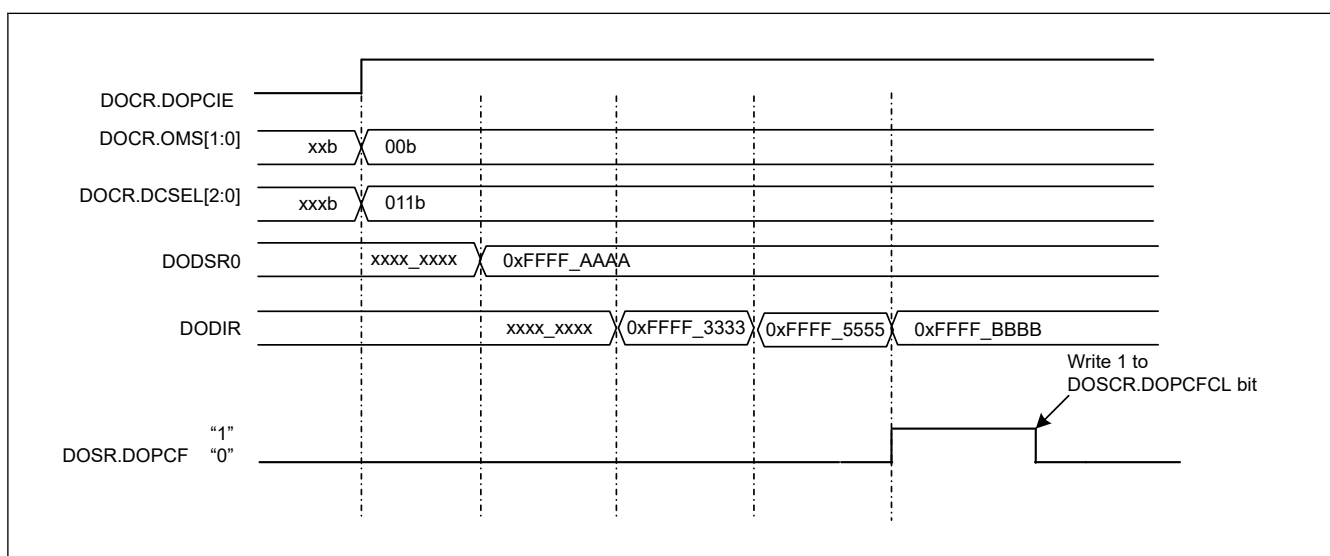 DOCR.DOPCIE
DOCR.OMS[1:0] xxb 00b
DOCR.DCSEL[2:0] xxxb 011b
DODSR0 xxxx_xxxx 0xFFFF_AAAA
DODIR xxxx_xxxx 0xFFFF_3333 0xFFFF_5555 0xFFFF_BBBB
Write 1 to
DOSCR.DOPCFCL bit
“1”
DOSR.DOPCF “0”